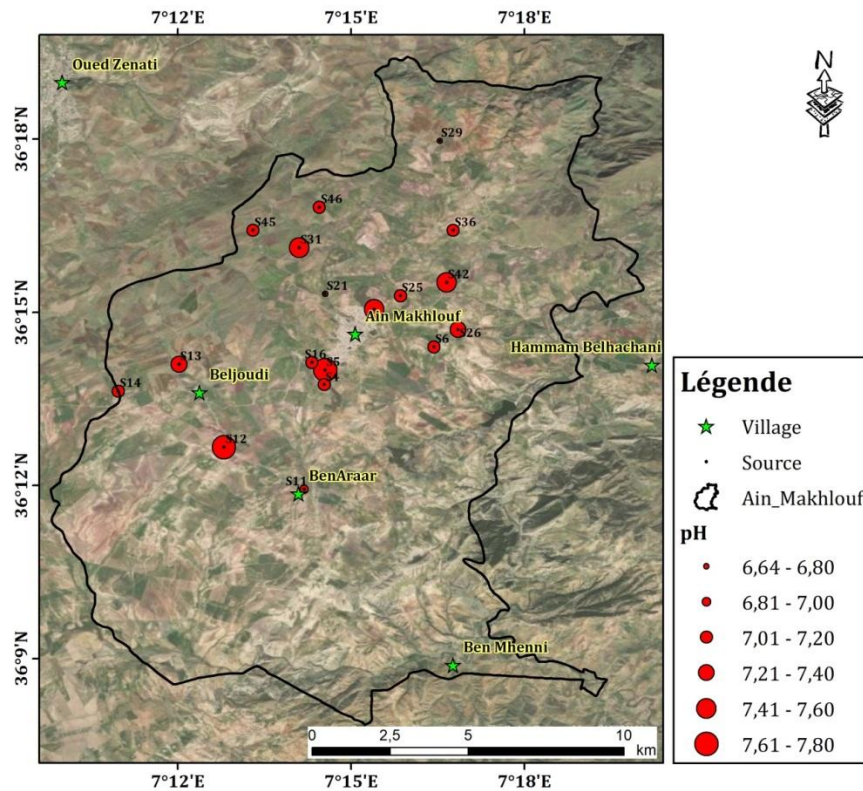 7°12'E 7°15'E 7°18'E
Oued Zenati
N
36°18'N
S29
S46
S45
S36
S31
S42
S21
S25
36°15'N
Ain Makhlouf
S26
S6
Hammam Belhachani
S16
S5
S13
S4
S14
Beljoudi
S12
S11
BenAraar
36°12'N
Ben Mhenni
36°9'N
0 2,5 5 10
km
7°12'E 7°15'E 7°18'E
Légende
Village
Source
Ain_Makhlouf
pH
6,64 - 6,80
6,81 - 7,00
7,01 - 7,20
7,21 - 7,40
7,41 - 7,60
7,61 - 7,80